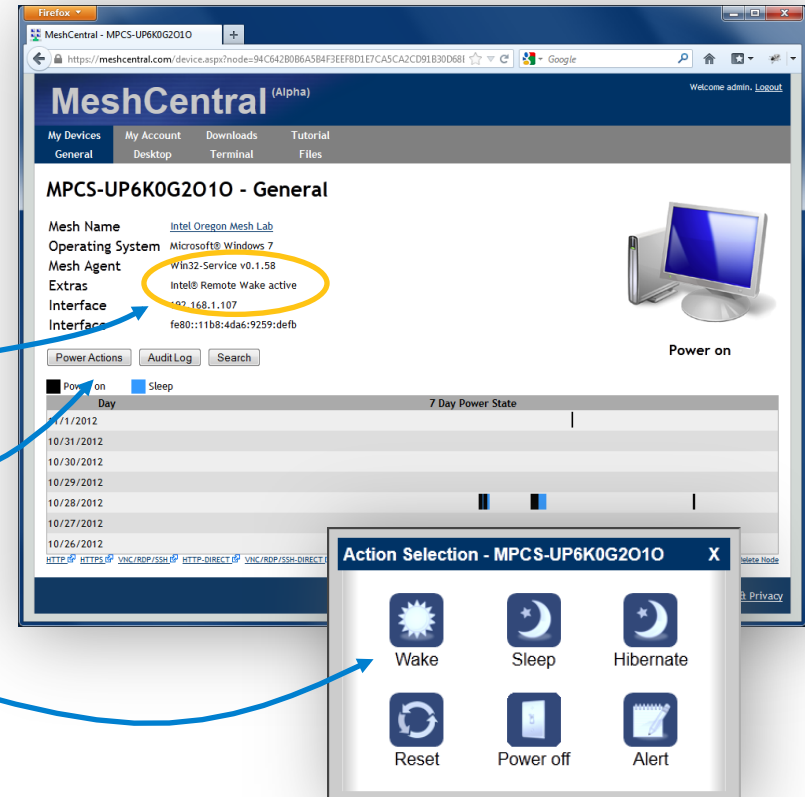 Firefox
MeshCentral - MPCS-UP6K0G2O1O
https://meshcentral.com/device.aspx?node=94C642B0B6A5B4F3EEF8D1E7CA5CA2CD91B30D68E
Google
MeshCentral (Alpha)
Welcome admin. Logout
My Devices My Account Downloads Tutorial
General Desktop Terminal Files
MPCS-UP6K0G2O1O - General
Mesh Name Intel Oregon Mesh Lab
Operating System Microsoft® Windows 7
Mesh Agent Win32-Service v0.1.58
Extras Intel® Remote Wake active
Interface 192.168.1.107
Interface fe80::11b8:4da6:9259:defb
Power on
Power Actions Audit Log Search
Power on Sleep
Day 7 Day Power State
11/1/2012
10/31/2012
10/30/2012
10/29/2012
10/28/2012
10/27/2012
10/26/2012
HTTP HTTPS VNC/RDP/SSH HTTP-DIRECT VNC/RDP/SSH-DIRECT Delete Node
& Privacy
Action Selection - MPCS-UP6K0G2O1O X
Wake Sleep Hibernate
Reset Power off Alert